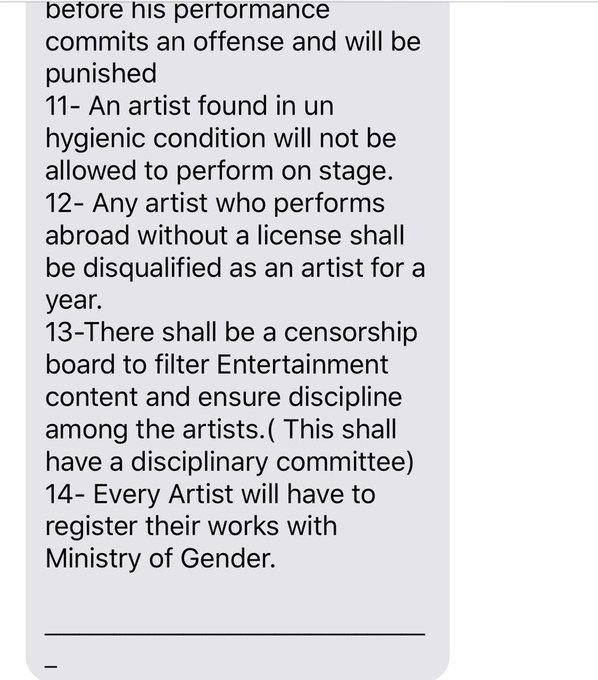 before his performance
commits an offense and will be
punished
11- An artist found in un
hygienic condition will not be
allowed to perform on stage.
12- Any artist who performs
abroad without a license shall
be disqualified as an artist for a
year.
13-There shall be a censorship
board to filter Entertainment
content and ensure discipline
among the artists.( This shall
have a disciplinary committee)
14- Every Artist will have to
register their works with
Ministry of Gender.